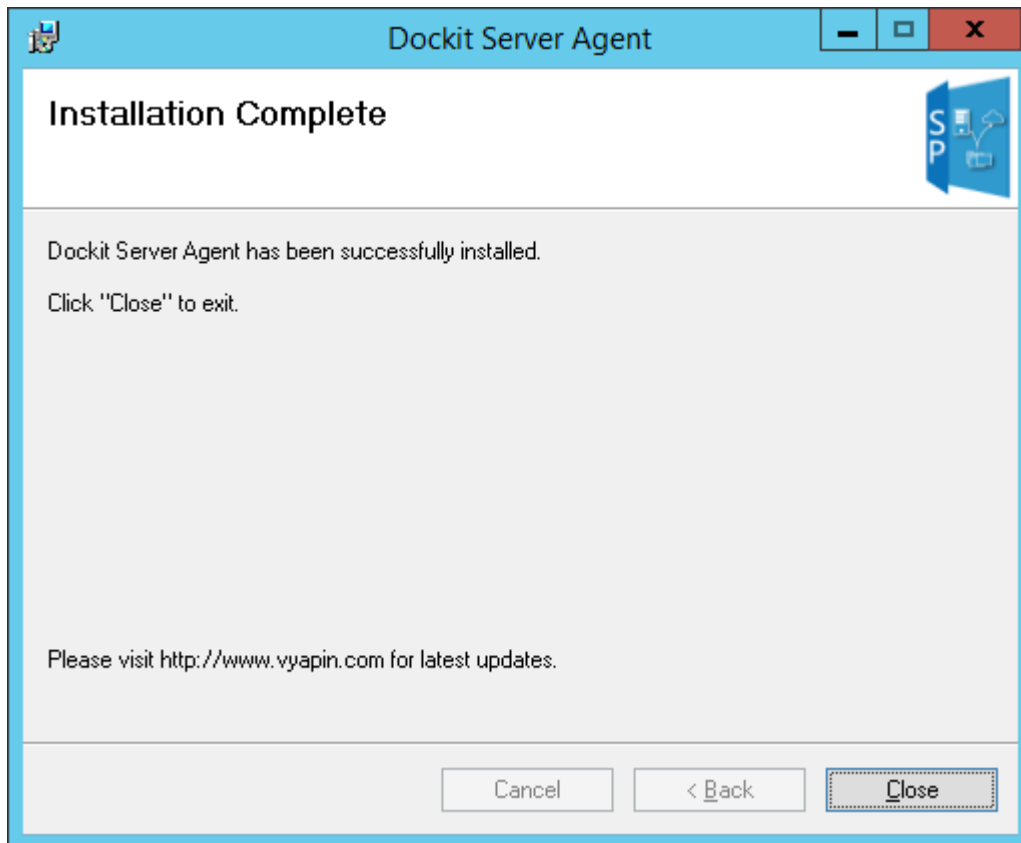 Dockit Server Agent
Installation Complete
S
P
Dockit Server Agent has been successfully installed.
Click "Close" to exit.
Please visit http://www.vyapin.com for latest updates.
Cancel
< Back
Close